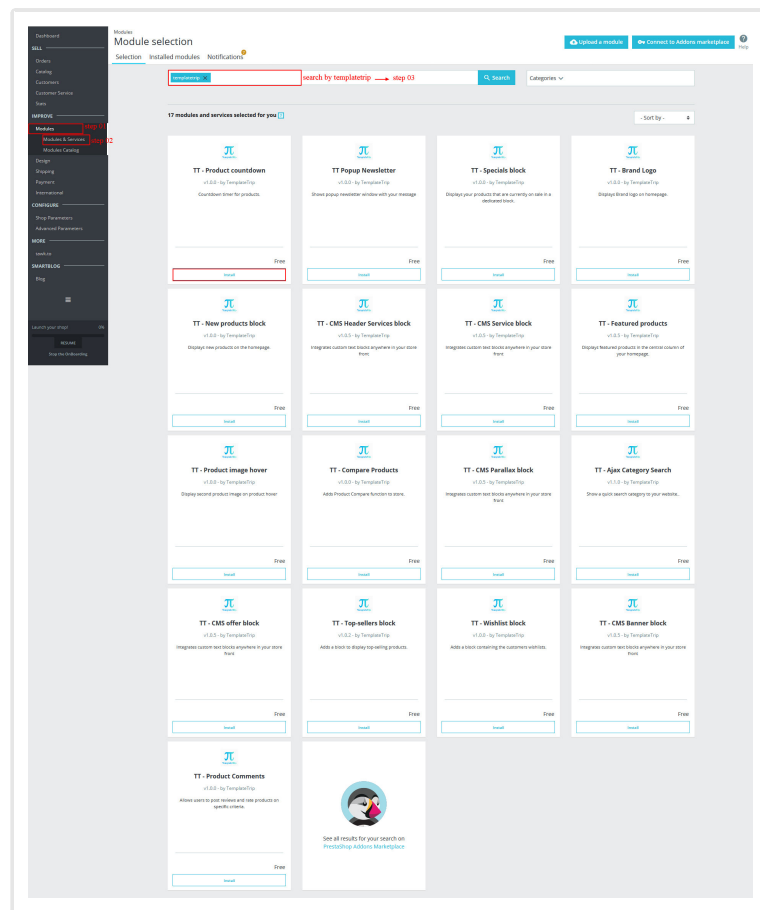 Dashboard
SELL
Orders
Catalog
Customers
Customer Service
Stats
IMPROVE
Modules
step 01
Modules & Services
step 02
Modules Catalog
Design
Shipping
Payment
International
CONFIGURE
Shop Parameters
Advanced Parameters
MORE
SMARTBLOG
Blog
Launch your shop!
0%
RESUME
Stop the OnBoarding
Modules
Module selection
Upload a module
Connect to Addons marketplace
Help
Selection
Installed modules
Notifications
templatetrip ×
search by templatetrip → step 03
Search
Categories
17 modules and services selected for you
- Sort by -
TT - Product countdown
v1.0.0 - by TemplateTrip
Countdown timer for products.
Free
Install
TT Popup Newsletter
v1.0.0 - by TemplateTrip
Shows popup newsletter window with your message
Free
Install
TT - Specials block
v1.0.0 - by TemplateTrip
Displays your products that are currently on sale in a
dedicated block.
Free
Install
TT - Brand Logo
v1.0.0 - by TemplateTrip
Displays Brand logo on homepage.
Free
Install
TT - New products block
v1.0.0 - by TemplateTrip
Displays new products on the homepage.
Free
Install
TT - CMS Header Services block
v1.0.5 - by TemplateTrip
Integrates custom text blocks anywhere in your store
front
Free
Install
TT - CMS Service block
v1.0.5 - by TemplateTrip
Integrates custom text blocks anywhere in your store
front
Free
Install
TT - Featured products
v1.0.5 - by TemplateTrip
Displays featured products in the central column of
your homepage.
Free
Install
TT - Product image hover
v1.0.0 - by TemplateTrip
Display second product image on product hover
Free
Install
TT - Compare Products
v1.0.0 - by TemplateTrip
Adds Product Compare function to store.
Free
Install
TT - CMS Parallax block
v1.0.5 - by TemplateTrip
Integrates custom text blocks anywhere in your store
front
Free
Install
TT - Ajax Category Search
v1.1.0 - by TemplateTrip
Show a quick search category to your website.
Free
Install
TT - CMS offer block
v1.0.5 - by TemplateTrip
Integrates custom text blocks anywhere in your store
front
Free
Install
TT - Top-sellers block
v1.0.2 - by TemplateTrip
Adds a block to display top-selling products.
Free
Install
TT - Wishlist block
v1.0.0 - by TemplateTrip
Adds a block containing the customers wishlists.
Free
Install
TT - CMS Banner block
v1.0.5 - by TemplateTrip
Integrates custom text blocks anywhere in your store
front
Free
Install
TT - Product Comments
v1.0.0 - by TemplateTrip
Allows users to post reviews and rate products on
specific criteria.
Free
Install
See all results for your search on
PrestaShop Addons Marketplace